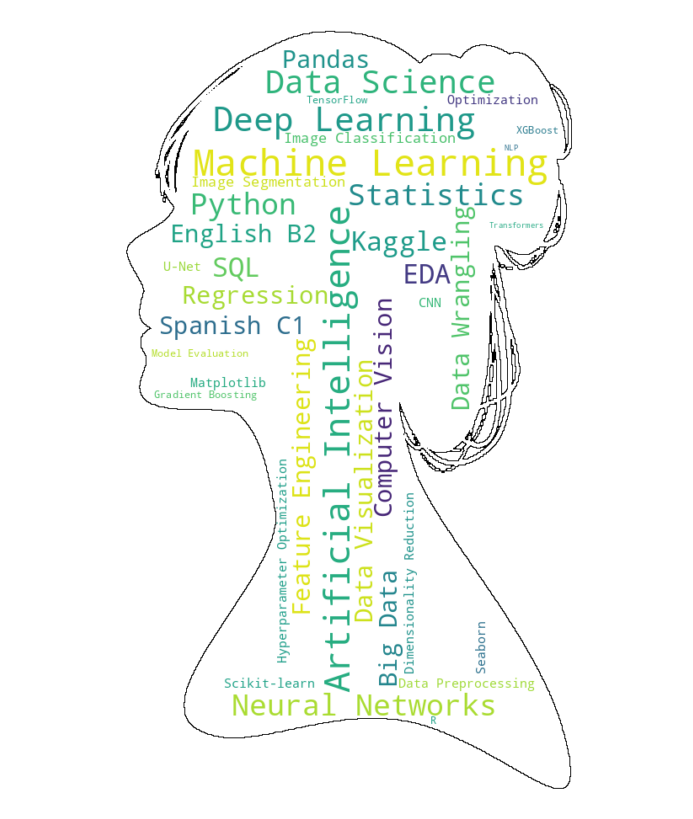 Pandas
Data Science
TensorFlow
Optimization
Deep Learning
XGBoost
Image Classification
NLP
Machine Learning
Image Segmentation
Statistics
Python
Transformers
English B2
Kaggle
U-Net
SQL
EDA
Regression
CNN
Spanish C1
Model Evaluation
Matplotlib
Gradient Boosting
Data Wrangling
Artificial Intelligence
Computer Vision
Feature Engineering
Data Visualization
Hyperparameter Optimization
Dimensionality Reduction
Big Data
Seaborn
Scikit-learn
Data Preprocessing
Neural Networks
R